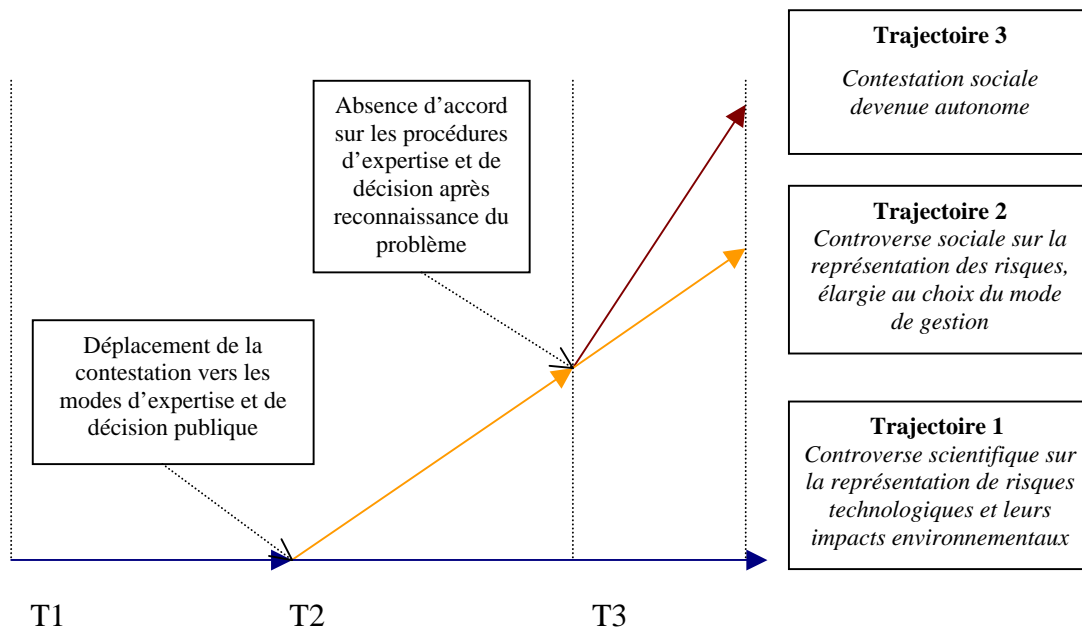 Trajectoire 3
Contestation sociale
devenue autonome
Absence d'accord
sur les procédures
d'expertise et de
décision après
reconnaissance du
problème
Trajectoire 2
Controverse sociale sur la
représentation des risques,
élargie au choix du mode
de gestion
Déplacement de la
contestation vers les
modes d'expertise et de
décision publique
Trajectoire 1
Controverse scientifique sur
la représentation de risques
technologiques et leurs
impacts environnementaux
T1
T2
T3